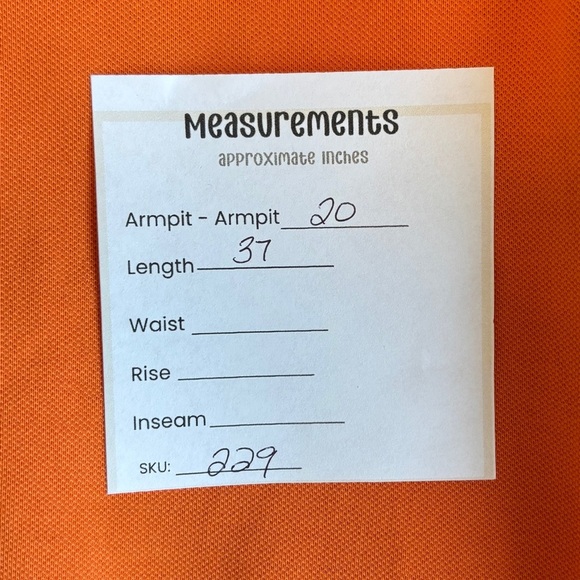 Measurements
approximate inches
Armpit - Armpit 20
Length 37
Waist
Rise
Inseam
SKU: 229